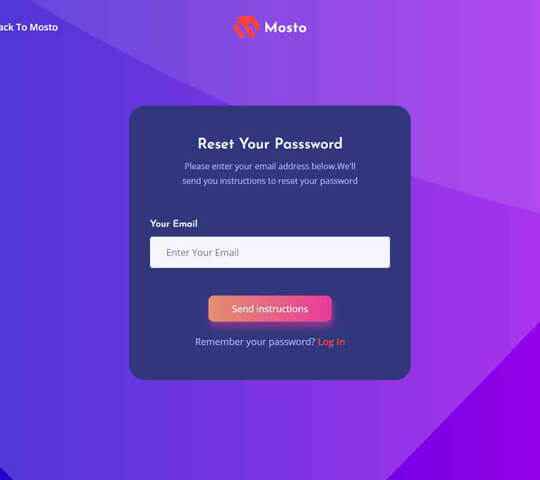 ack To Mosto
Mosto
Reset Your Passsword
Please enter your email address below.We'll
send you instructions to reset your password
Your Email
Enter Your Email
Send instructions
Remember your password? Log In